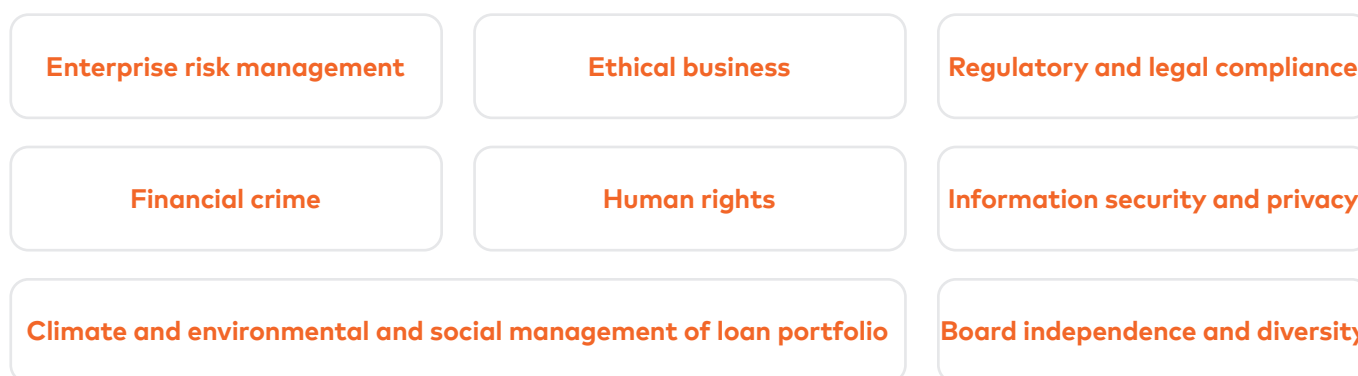 Enterprise risk management
Ethical business
Regulatory and legal compliance
Financial crime
Human rights
Information security and privacy
Climate and environmental and social management of loan portfolio
Board independence and diversity